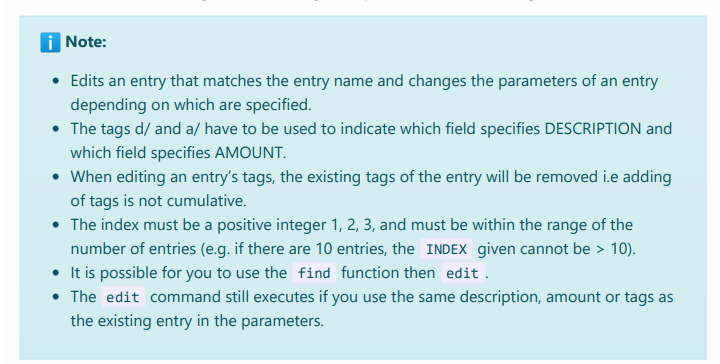 Note:
Edits an entry that matches the entry name and changes the parameters of an entry
depending on which are specified.
The tags d/ and a/ have to be used to indicate which field specifies DESCRIPTION and
which field specifies AMOUNT.
When editing an entry's tags, the existing tags of the entry will be removed i.e adding
of tags is not cumulative.
The index must be a positive integer 1, 2, 3, and must be within the range of the
number of entries (e.g. if there are 10 entries, the INDEX given cannot be > 10).
It is possible for you to use the find function then edit .
The edit command still executes if you use the same description, amount or tags as
the existing entry in the parameters.